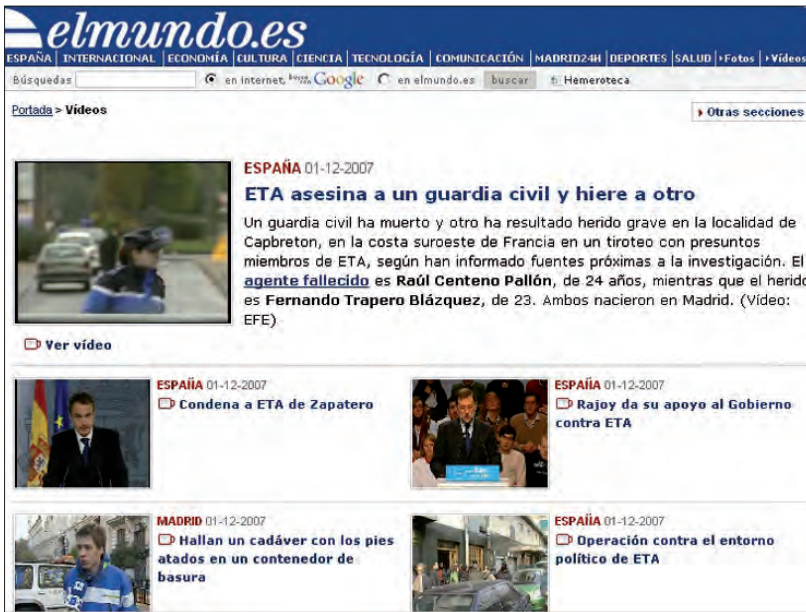 elmundo.es
ESPAÑA INTERNACIONAL ECONOMÍA CULTURA CIENCIA TECNOLOGÍA COMUNICACIÓN MADRID24H DEPORTES SALUD Fotos Vídeos
Búsquedas en internet, Google en elmundo.es buscar Hemeroteca
Portada > Vídeos
Otras secciones
ESPAÑA 01-12-2007
ETA asesina a un guardia civil y hiere a otro
Un guardia civil ha muerto y otro ha resultado herido grave en la localidad de
Capbreton, en la costa suroeste de Francia en un tiroteo con presuntos
miembros de ETA, según han informado fuentes próximas a la investigación. El
agente fallecido es Raúl Centeno Pallón, de 24 años, mientras que el herido
es Fernando Trapero Blázquez, de 23. Ambos nacieron en Madrid. (Vídeo:
EFE)
Ver vídeo
ESPAÑA 01-12-2007
Condena a ETA de Zapatero
ESPAÑA 01-12-2007
Rajoy da su apoyo al Gobierno
contra ETA
MADRID 01-12-2007
Hallan un cadáver con los pies
atados en un contenedor de
basura
ESPAÑA 01-12-2007
Operación contra el entorno
político de ETA